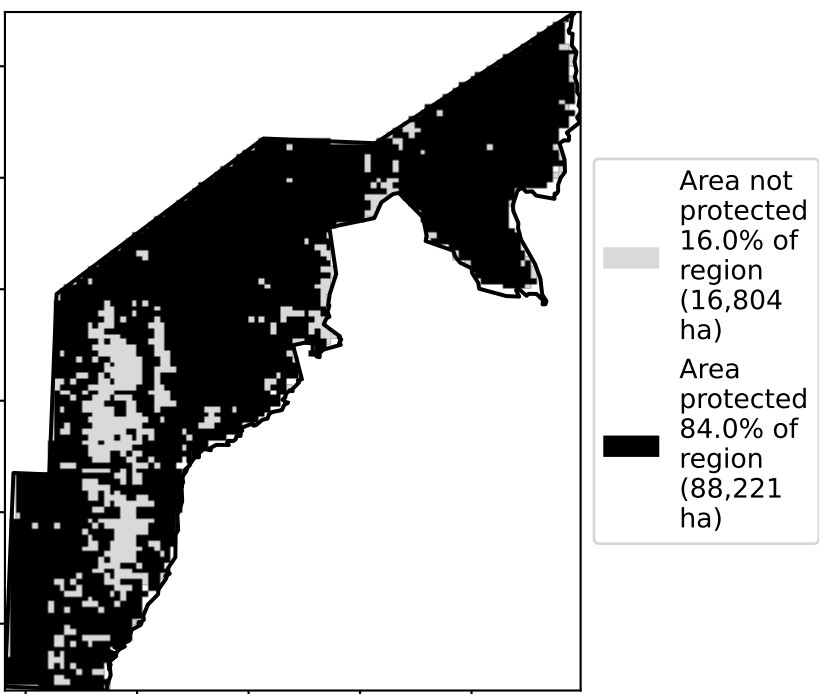 Area not
protected
16.0% of
region
(16,804
ha)
Area
protected
84.0% of
region
(88,221
ha)